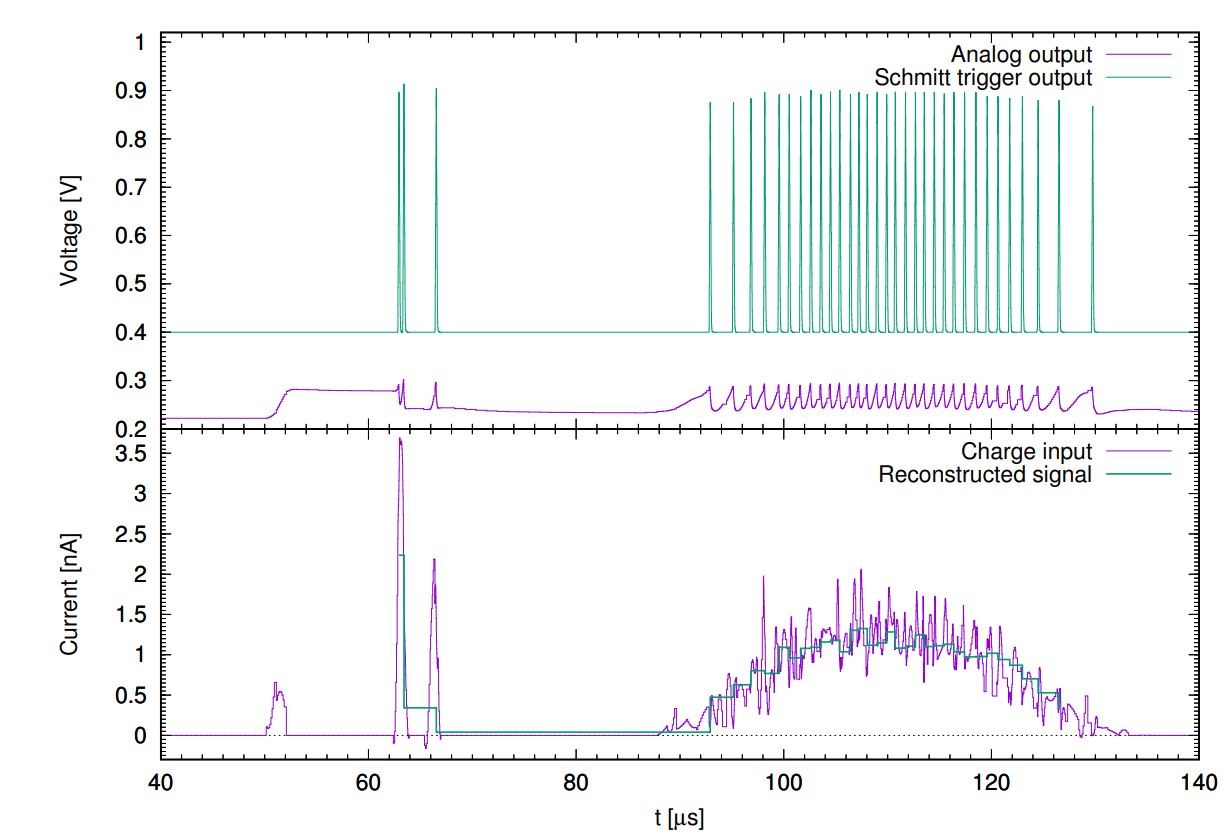 1
0.9
0.8
0.7
0.6
0.5
0.4
0.3
0.2
Voltage [V]
Analog output
Schmitt trigger output
3.5
3
2.5
2
1.5
1
0.5
0
Current [nA]
Charge input
Reconstructed signal
40 60 80 100 120 140
t [μs]